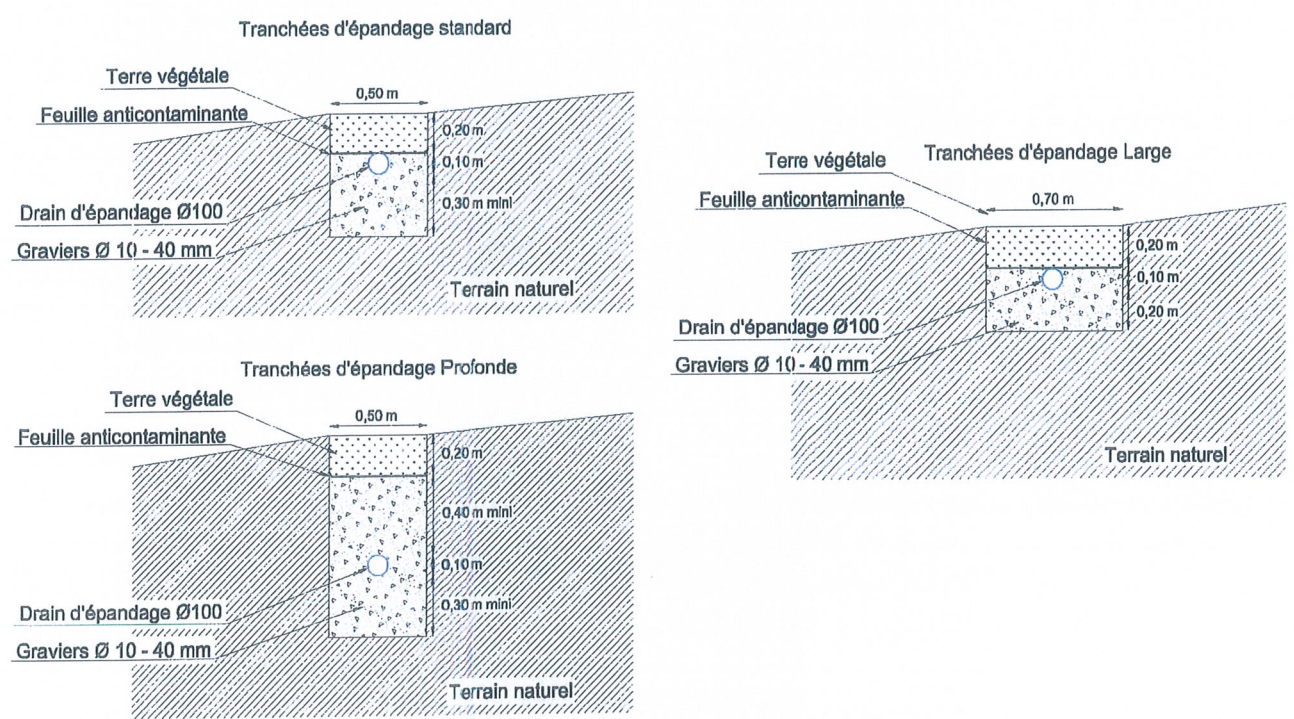 Tranchées d'épandage standard
Terre végétale
0,50 m
Feuille anticontaminante
0,20 m
0,10 m
0,30 m mini
Drain d'épandage Ø100
Graviers Ø 10 - 40 mm
Terrain naturel
Tranchées d'épandage Profonde
Terre végétale
0,50 m
Feuille anticontaminante
0,20 m
0,40 m mini
0,10 m
0,30 m mini
Drain d'épandage Ø100
Graviers Ø 10 - 40 mm
Terrain naturel
Tranchées d'épandage Large
Terre végétale
Feuille anticontaminante
0,70 m
0,20 m
0,10 m
0,20 m
Drain d'épandage Ø100
Graviers Ø 10 - 40 mm
Terrain naturel